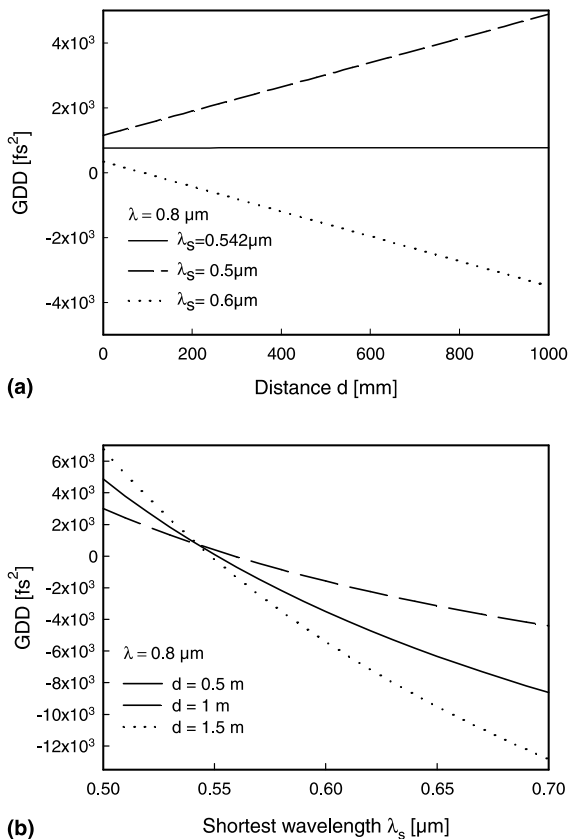 4x10³
2x10³
0
-2x10³
-4x10³
GDD [fs²]
λ = 0.8 µm
λs=0.542µm
λs= 0.5µm
λs= 0.6µm
0 200 400 600 800 1000
(a)
Distance d [mm]
6x10³
4x10³
2x10³
0
-2x10³
-4x10³
-6x10³
-8x10³
-10x10³
-12x10³
GDD [fs²]
λ = 0.8 µm
d = 0.5 m
d = 1 m
d = 1.5 m
0.50 0.55 0.60 0.65 0.70
(b)
Shortest wavelength λs [µm]